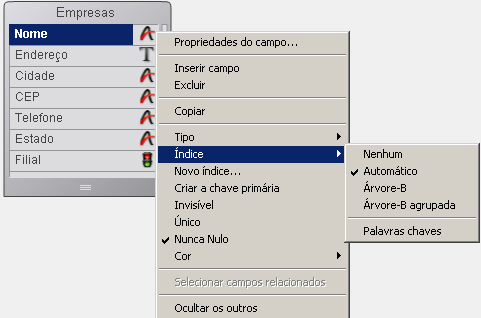 Empresas
Nome
Endereço
Cidade
CEP
Telefone
Estado
Filial
Propriedades do campo...
Inserir campo
Excluir
Copiar
Tipo
Índice
Novo índice...
Criar a chave primária
Invisível
Único
Nunca Nulo
Cor
Selecionar campos relacionados
Ocultar os outros
Nenhum
Automático
Árvore-B
Árvore-B agrupada
Palavras chaves